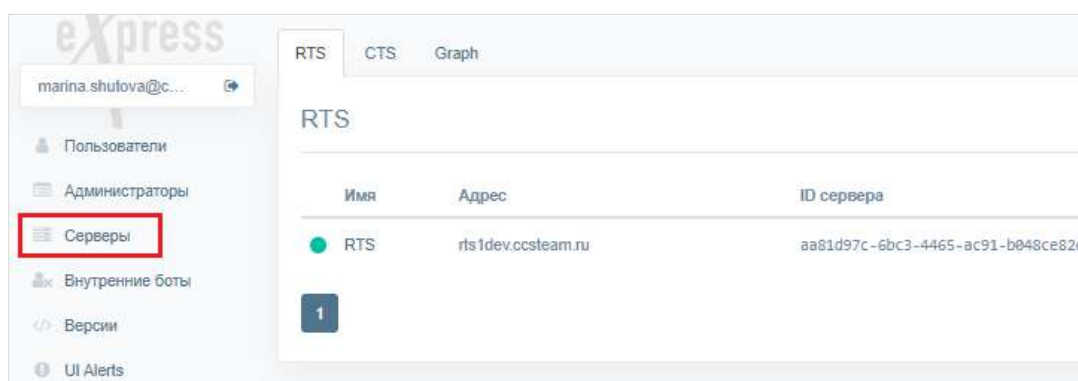 eXpress
marina.shutova@c...
Пользователи
Администраторы
Серверы
Внутренние боты
Версии
UI Alerts
RTS CTS Graph
RTS
Имя Адрес ID сервера
RTS rts1dev.ccsteam.ru aa81d97c-6bc3-4465-ac91-b048ce82
1